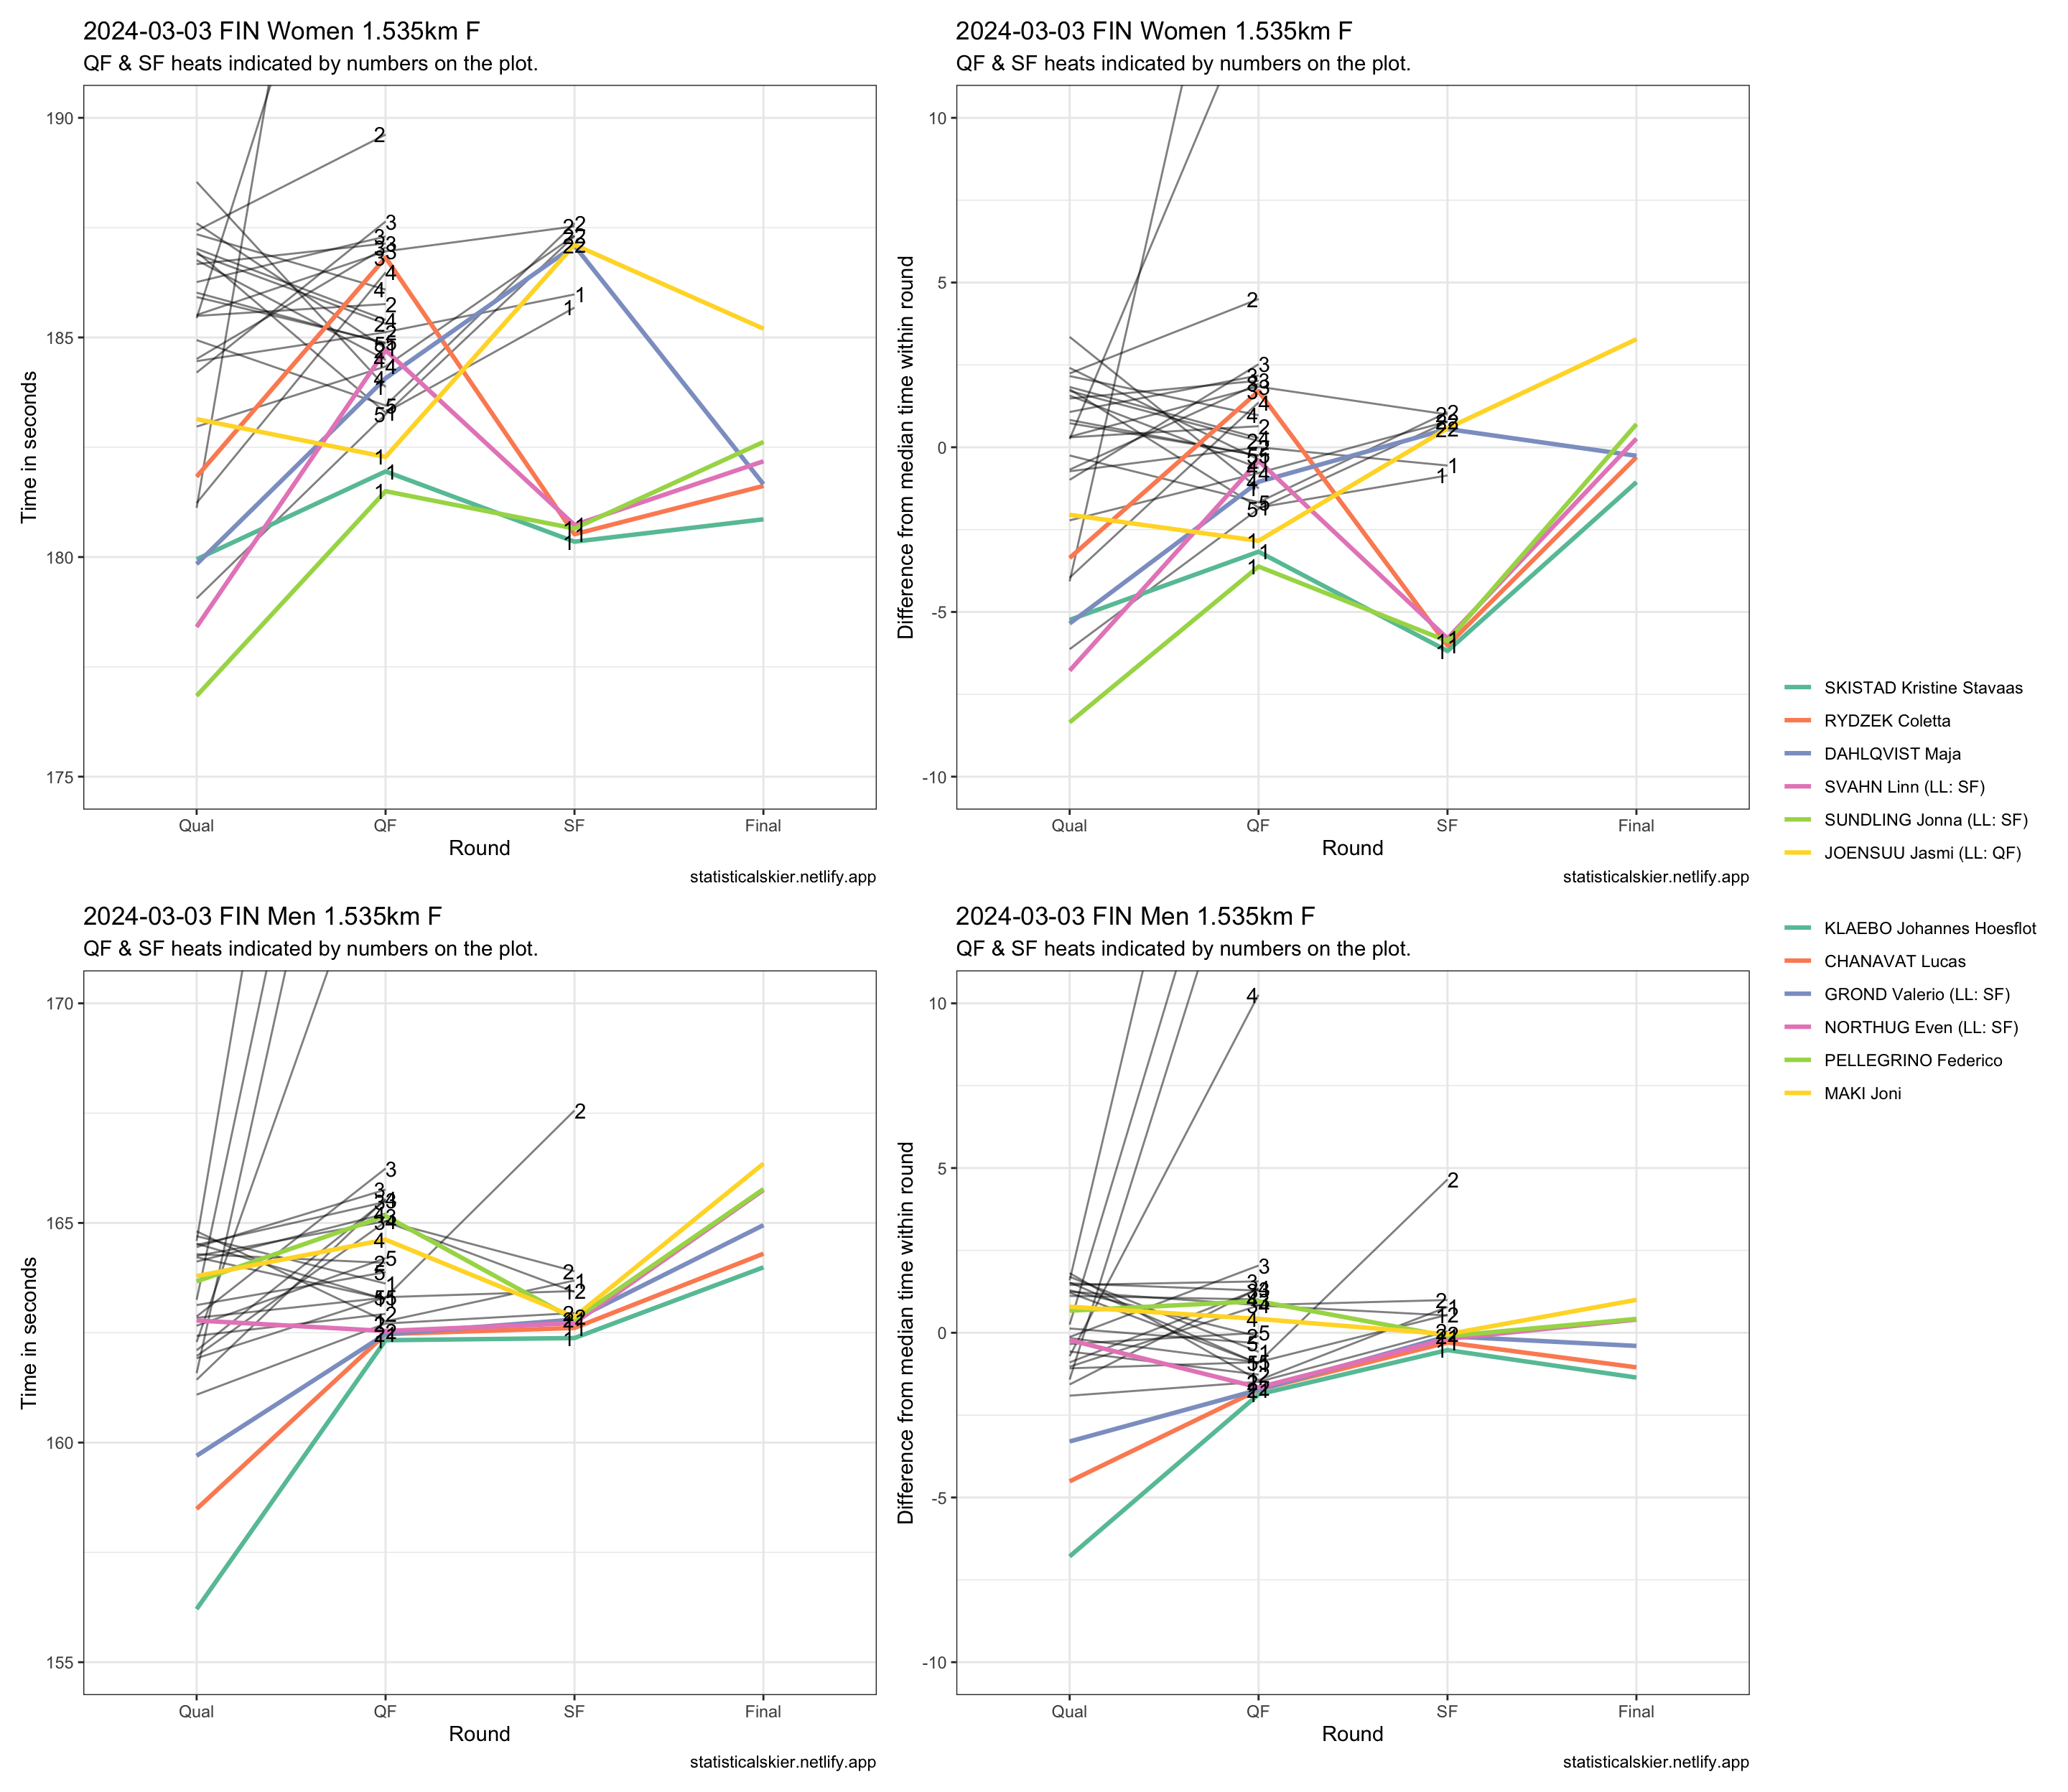 2024-03-03 FIN Women 1.535km F
QF & SF heats indicated by numbers on the plot.
Time in seconds
190
185
180
175
Qual
QF
SF
Final
Round
statisticalskier.netlify.app
2024-03-03 FIN Women 1.535km F
QF & SF heats indicated by numbers on the plot.
Difference from median time within round
10
5
0
-5
-10
Qual
QF
SF
Final
Round
statisticalskier.netlify.app
SKISTAD Kristine Stavaas
RYDZEK Coletta
DAHLQVIST Maja
SVAHN Linn (LL: SF)
SUNDLING Jonna (LL: SF)
JOENSUU Jasmi (LL: QF)
2024-03-03 FIN Men 1.535km F
QF & SF heats indicated by numbers on the plot.
Time in seconds
170
165
160
155
Qual
QF
SF
Final
Round
statisticalskier.netlify.app
2024-03-03 FIN Men 1.535km F
QF & SF heats indicated by numbers on the plot.
Difference from median time within round
10
5
0
-5
-10
Qual
QF
SF
Final
Round
statisticalskier.netlify.app
KLAEBO Johannes Hoesflot
CHANAVAT Lucas
GROND Valerio (LL: SF)
NORTHUG Even (LL: SF)
PELLEGRINO Federico
MAKI Joni